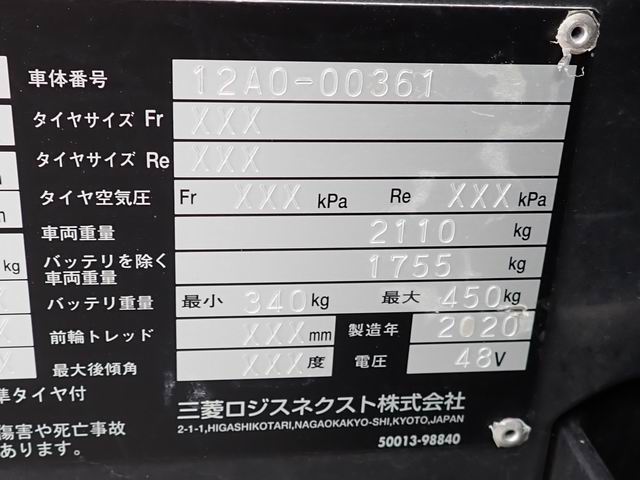 車体番号 12A0-00361
タイヤサイズ Fr XXX
タイヤサイズ Re XXX
タイヤ空気圧 Fr XXX kPa Re XXX kPa
車両重量 2110 kg
kg バッテリを除く車両重量 1755 kg
バッテリ重量 最小 340 kg 最大 450 kg
前輪トレッド XXX mm 製造年 2020
最大後傾角 XXX 度 電圧 48 V
準タイヤ付
三菱ロジスネクスト株式会社
2-1-1,HIGASHIKOTARI,NAGAOKAKYO-SHI,KYOTO,JAPAN
傷害や死亡事故
あります。
50013-98840